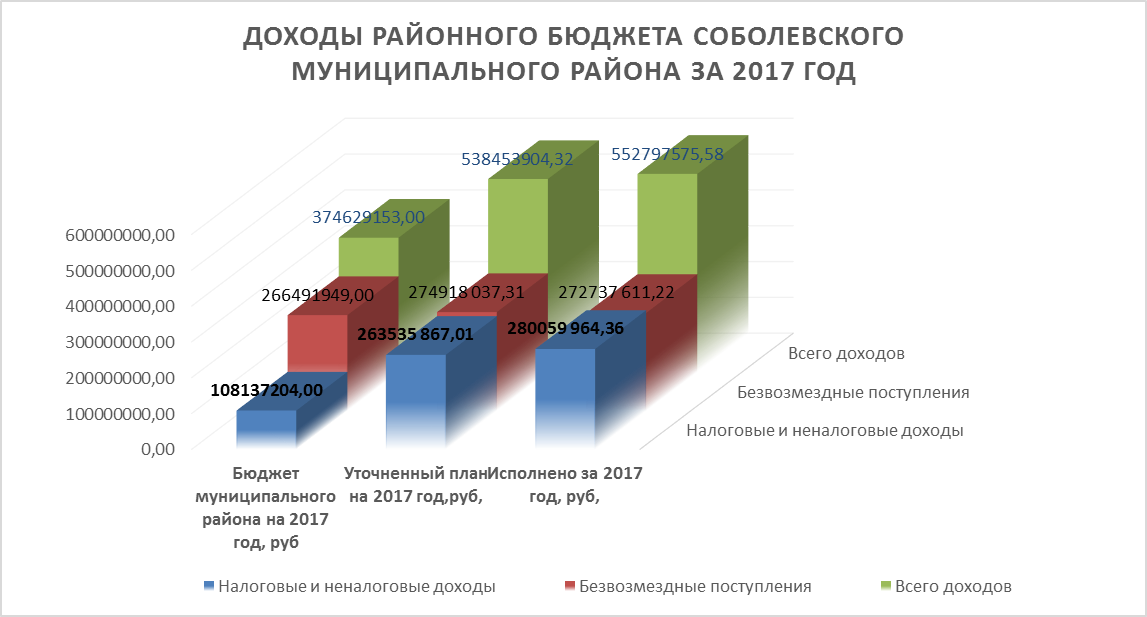 ДОХОДЫ РАЙОННОГО БЮДЖЕТА СОБОЛЕВСКОГО
МУНИЦИПАЛЬНОГО РАЙОНА ЗА 2017 ГОД
374629153,00
538453904,32
552797575,58
266491949,00
274918 037,31
272737 611,22
108137204,00
263535 867,01
280059 964,36
600000000,00
500000000,00
400000000,00
300000000,00
200000000,00
100000000,00
0,00
Всего доходов
Безвозмездные поступления
Налоговые и неналоговые доходы
Бюджет
муниципального
района на 2017
год, руб
Уточненный план
на 2017 год,руб,
Исполнено за 2017
год, руб,
Налоговые и неналоговые доходы
Безвозмездные поступления
Всего доходов